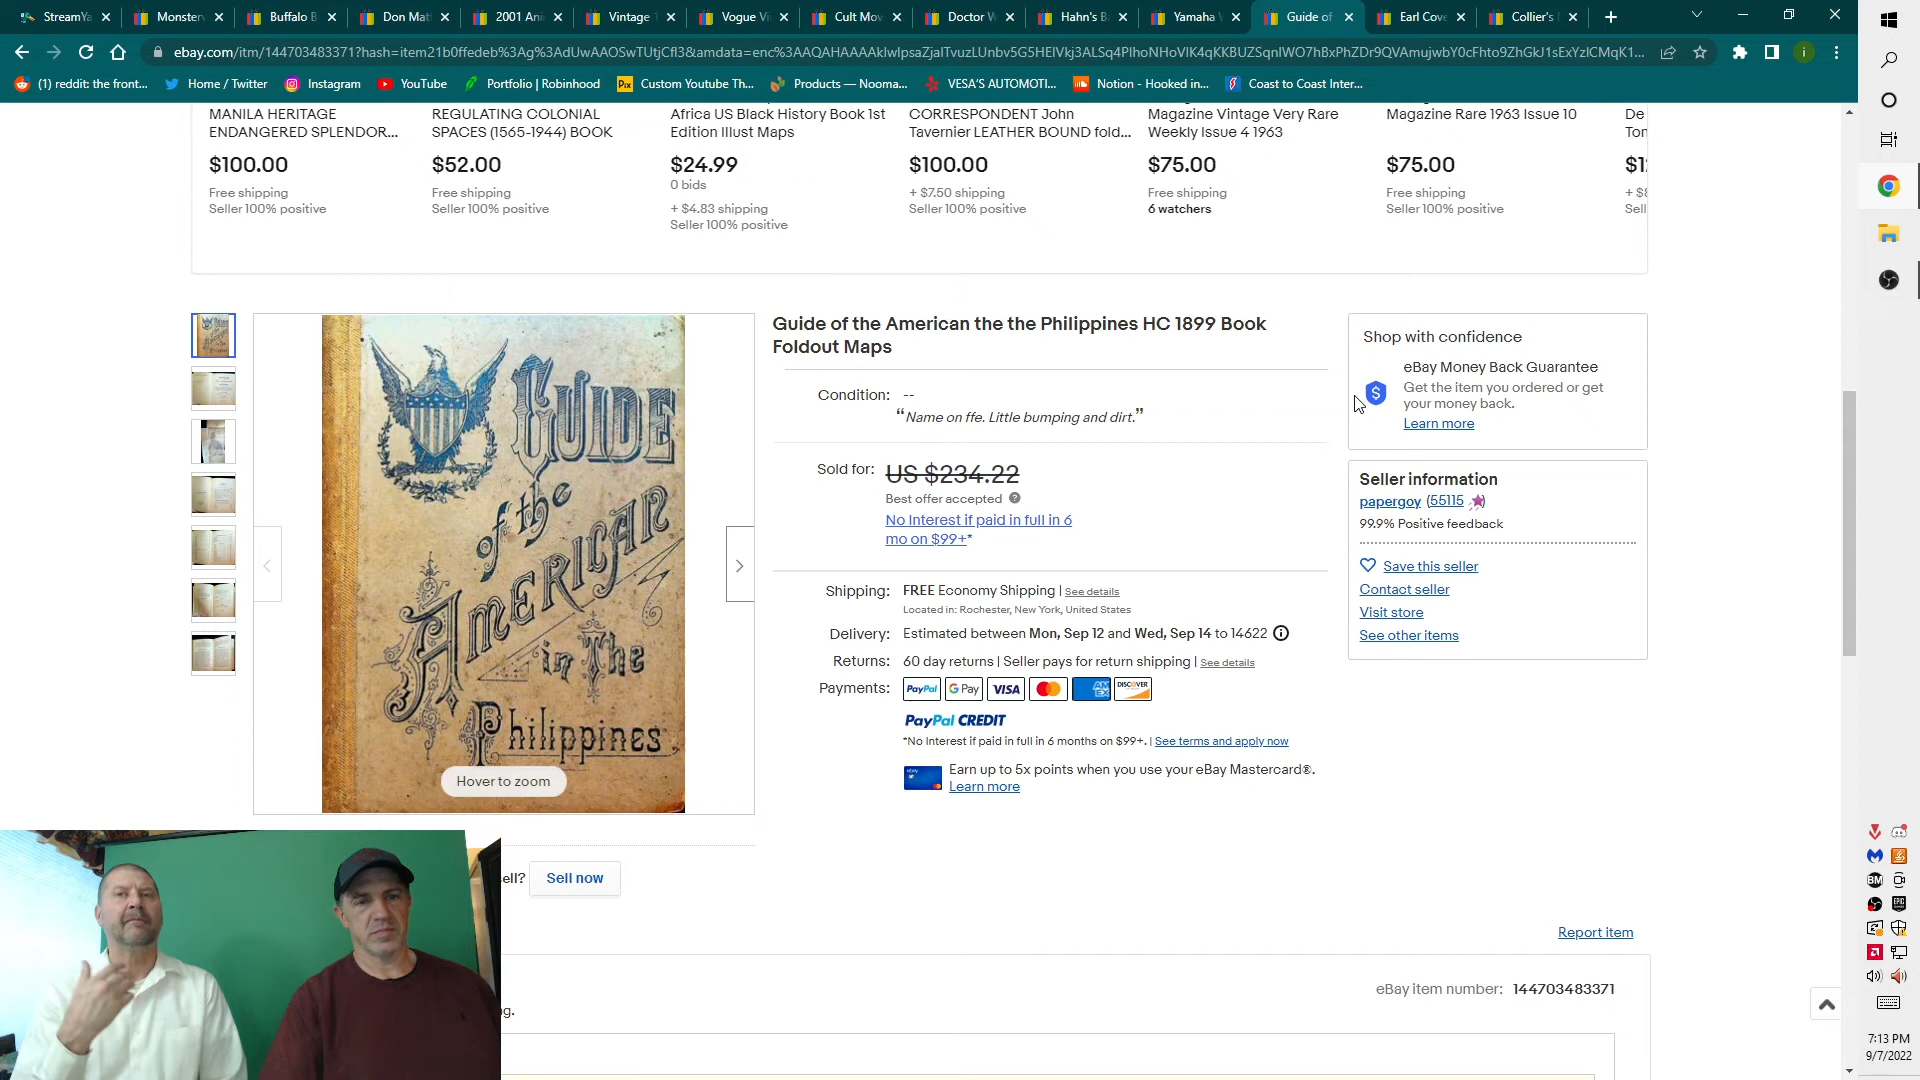 StreamYa
Monster
Buffalo B
Don Mat
2001 Ani
Vintage T
Vogue Vi
Cult Mov
Doctor W
Hahn's B
Yamaha
Guide of
Earl Cov
Collier's
(1) reddit: the front...
Home / Twitter
Instagram
YouTube
Portfolio | Robinhood
Custom Youtube Th...
Products — Nooma...
VESA'S AUTOMOTI...
Notion - Hooked in...
Coast to Coast Inter...
MANILA HERITAGE
ENDANGERED SPLENDOR...
$100.00
Free shipping
Seller 100% positive
REGULATING COLONIAL
SPACES (1565-1944) BOOK
$52.00
Free shipping
Seller 100% positive
Africa US Black History Book 1st
Edition Illust Maps
$24.99
0 bids
+ $4.83 shipping
Seller 100% positive
CORRESPONDENT John
Tavernier LEATHER BOUND fold...
$100.00
+ $7.50 shipping
Seller 100% positive
Magazine Vintage Very Rare
Weekly Issue 4 1963
$75.00
Free shipping
6 watchers
Magazine Rare 1963 Issue 10
$75.00
Free shipping
Seller 100% positive
De
Ton
$1
+ $8
Sell
Guide
of the
American
in The
Philippines
Hover to zoom
Guide of the American the the Philippines HC 1899 Book
Foldout Maps
Condition: --
“Name on ffe. Little bumping and dirt.”
Sold for: US $234.22
Best offer accepted
No Interest if paid in full in 6
mo on $99+*
Shipping: FREE Economy Shipping | See details
Located in: Rochester, New York, United States
Delivery: Estimated between Mon, Sep 12 and Wed, Sep 14 to 14622
Returns: 60 day returns | Seller pays for return shipping | See details
Payments: PayPal G Pay VISA AMEX DISCOVER
PayPal CREDIT
*No Interest if paid in full in 6 months on $99+. | See terms and apply now
Earn up to 5x points when you use your eBay Mastercard®.
Learn more
Shop with confidence
eBay Money Back Guarantee
Get the item you ordered or get
your money back.
Learn more
Seller information
papergoy (55115)
99.9% Positive feedback
Save this seller
Contact seller
Visit store
See other items
ell? Sell now
Report item
eBay item number: 144703483371
ng.
7:13 PM
9/7/2022